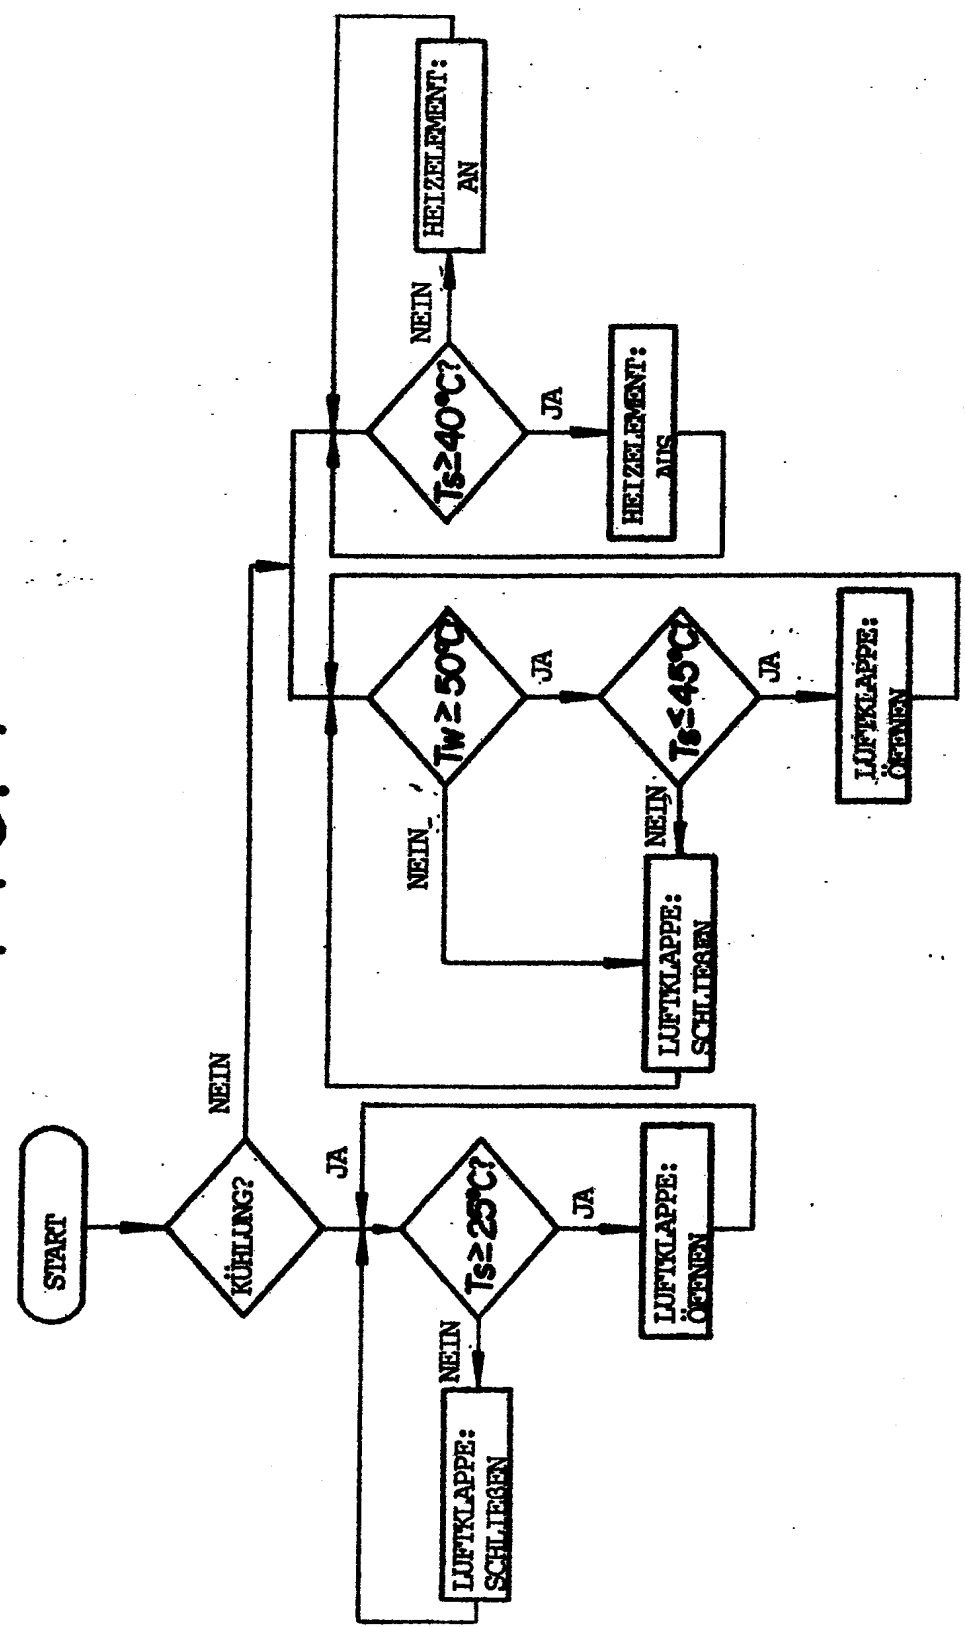 START
KÜHLUNG?
NEIN
JA
Ts≥25°C?
NEIN
LUFTKLAPPE:
SCHLIEßEN
JA
LUFTKLAPPE:
ÖFFNEN
Tw≥50°C?
NEIN
JA
Ts≤45°C?
NEIN
LUFTKLAPPE:
SCHLIEßEN
JA
LUFTKLAPPE:
ÖFFNEN
Ts≥40°C?
NEIN
HEIZELEMENT:
AN
JA
HEIZELEMENT:
AUS